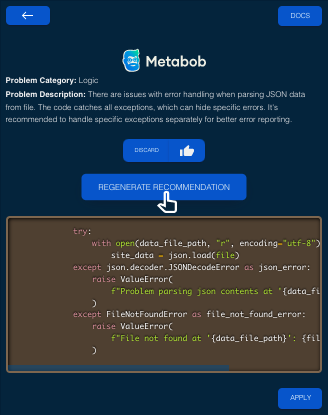 DOCS
Metabob
Problem Category: Logic
Problem Description: There are issues with error handling when parsing JSON data
from file. The code catches all exceptions, which can hide specific errors. It's
recommended to handle specific exceptions separately for better error reporting.
DISCARD
REGENERATE RECOMMENDATION
try:
with open(data_file_path, "r", encoding="utf-8")
site_data = json.load(file)
except json.decoder.JSONDecodeError as json_error:
raise ValueError(
f"Problem parsing json contents at '{data_fi
)
except FileNotFoundError as file_not_found_error:
raise ValueError(
f"File not found at '{data_file_path}': {fil
)
APPLY